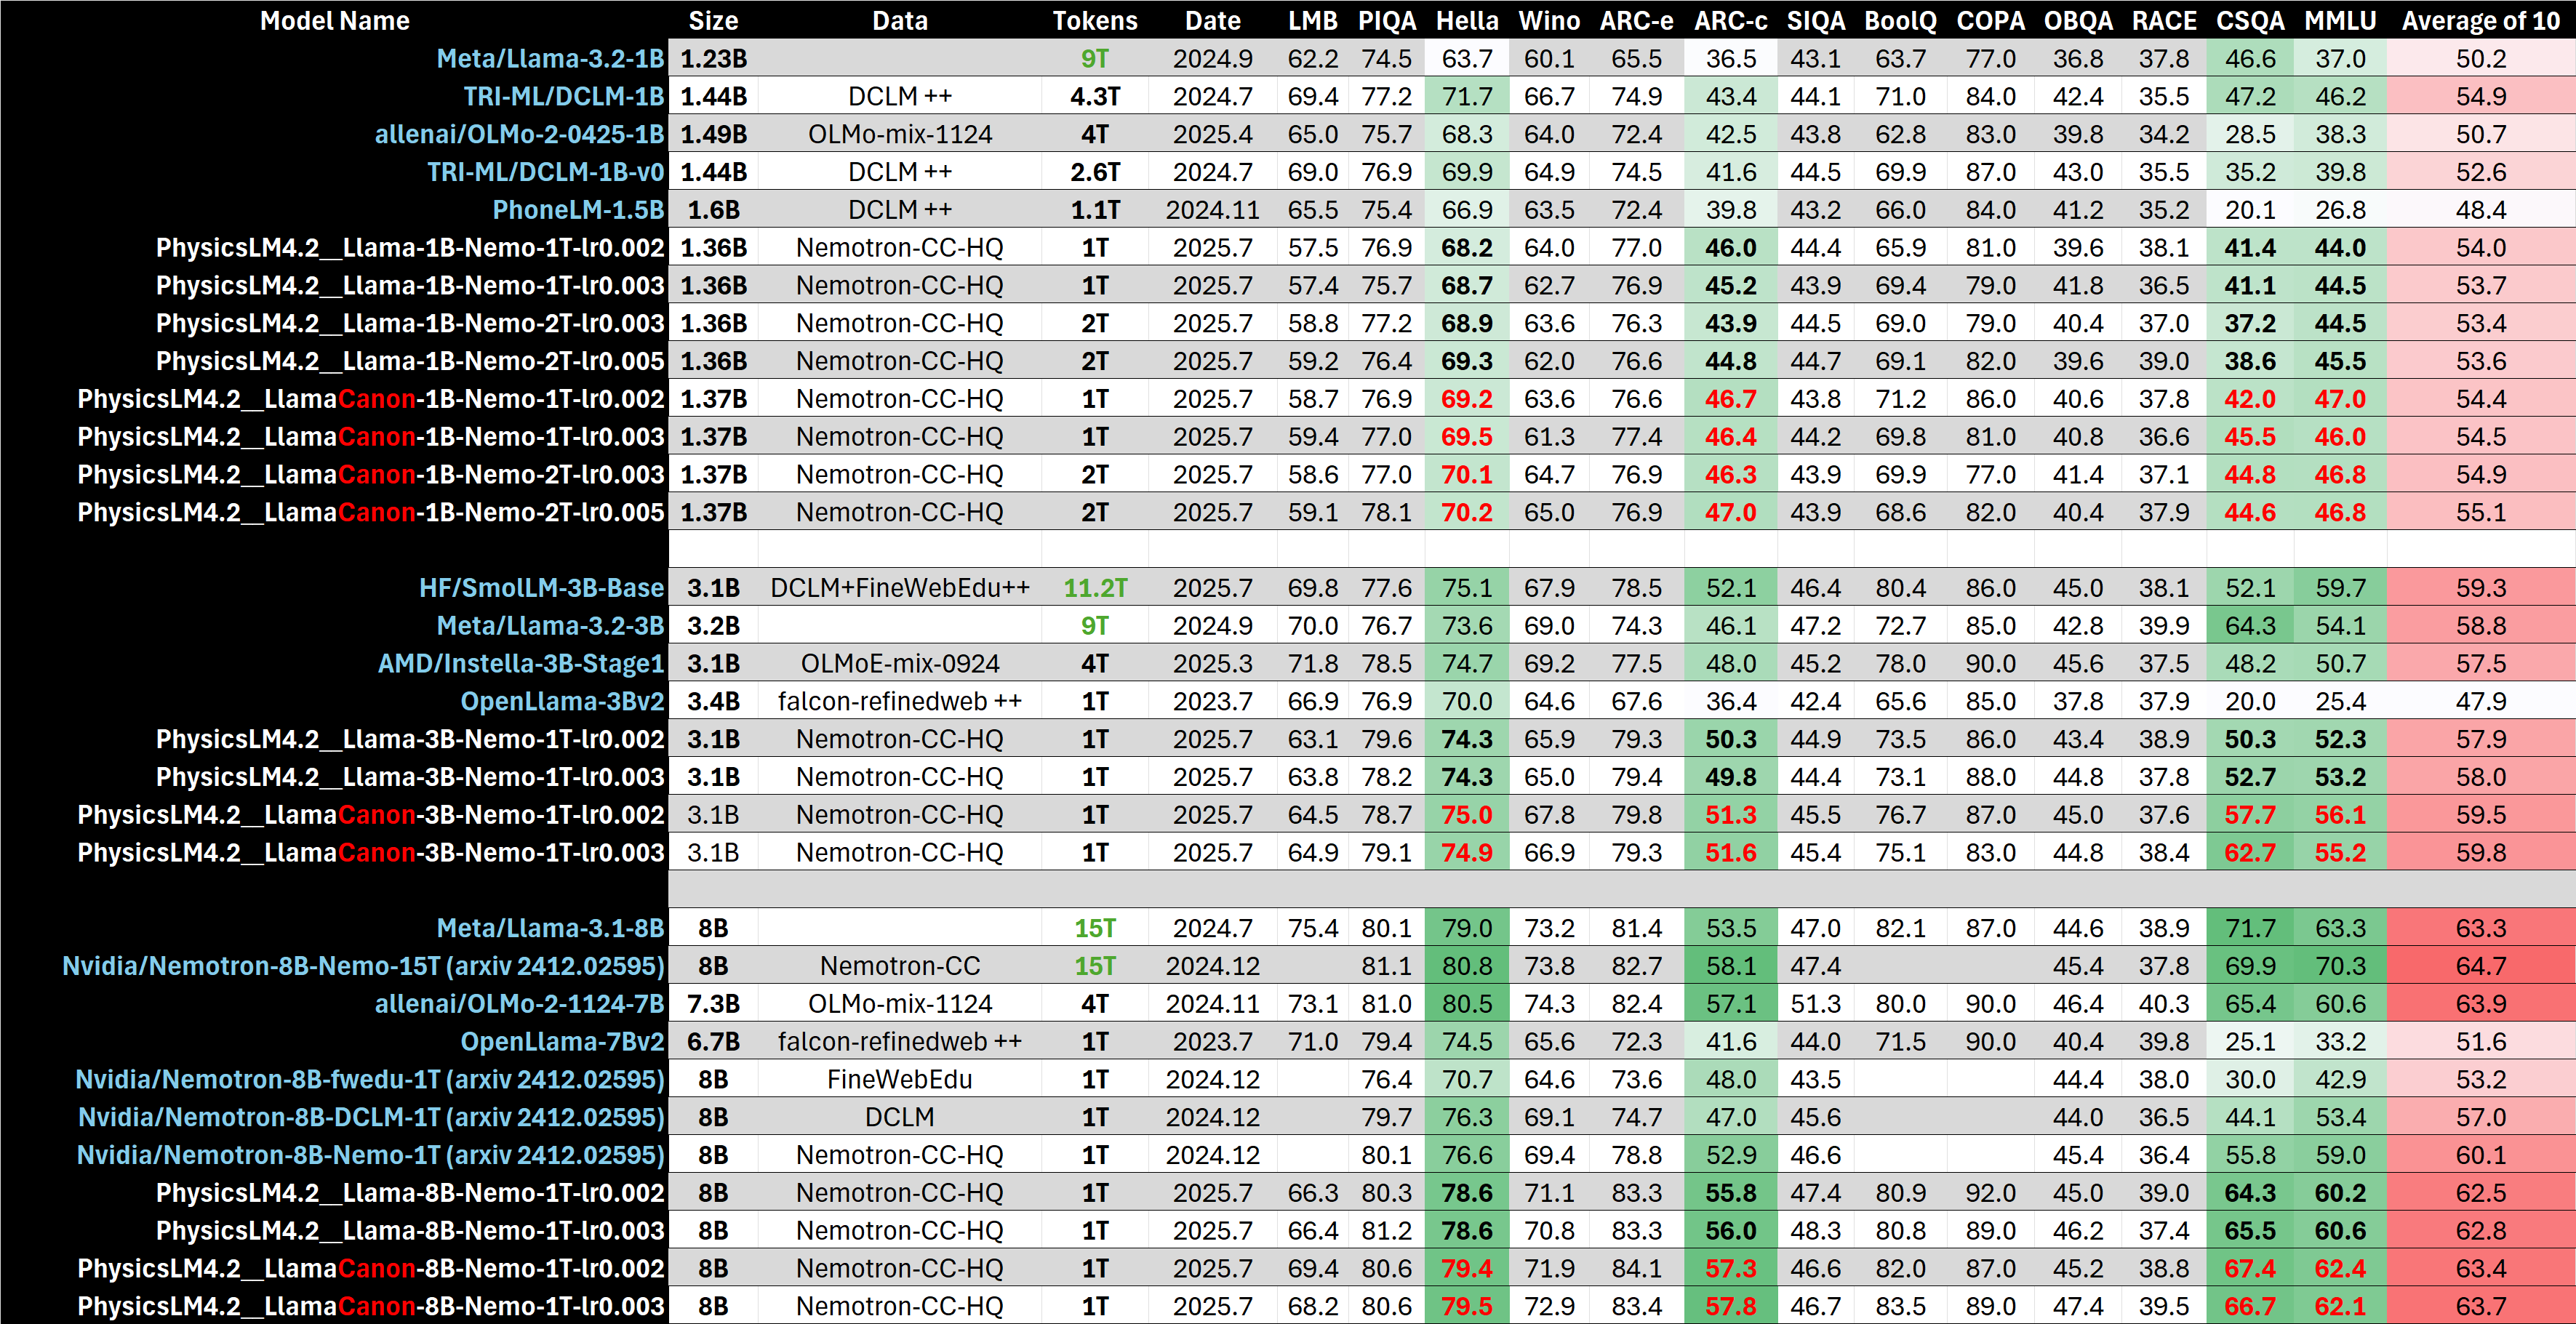 Model Name Size Data Tokens Date LMB PIQA Hella Wino ARC-e ARC-c SIQA BoolQ COPA OBQA RACE CSQA MMLU Average of 10
Meta/Llama-3.2-1B 1.23B 9T 2024.9 62.2 74.5 63.7 60.1 65.5 36.5 43.1 63.7 77.0 36.8 37.8 46.6 37.0 50.2
TRI-ML/DCLM-1B 1.44B DCLM ++ 4.3T 2024.7 69.4 77.2 71.7 66.7 74.9 43.4 44.1 71.0 84.0 42.4 35.5 47.2 46.2 54.9
allenai/OLMo-2-0425-1B 1.49B OLMo-mix-1124 4T 2025.4 65.0 75.7 68.3 64.0 72.4 42.5 43.8 62.8 83.0 39.8 34.2 28.5 38.3 50.7
TRI-ML/DCLM-1B-v0 1.44B DCLM ++ 2.6T 2024.7 69.0 76.9 69.9 64.9 74.5 41.6 44.5 69.9 87.0 43.0 35.5 35.2 39.8 52.6
PhoneLM-1.5B 1.6B DCLM ++ 1.1T 2024.11 65.5 75.4 66.9 63.5 72.4 39.8 43.2 66.0 84.0 41.2 35.2 20.1 26.8 48.4
PhysicsLM4.2__Llama-1B-Nemo-1T-lr0.002 1.36B Nemotron-CC-HQ 1T 2025.7 57.5 76.9 68.2 64.0 77.0 46.0 44.4 65.9 81.0 39.6 38.1 41.4 44.0 54.0
PhysicsLM4.2__Llama-1B-Nemo-1T-lr0.003 1.36B Nemotron-CC-HQ 1T 2025.7 57.4 75.7 68.7 62.7 76.9 45.2 43.9 69.4 79.0 41.8 36.5 41.1 44.5 53.7
PhysicsLM4.2__Llama-1B-Nemo-2T-lr0.003 1.36B Nemotron-CC-HQ 2T 2025.7 58.8 77.2 68.9 63.6 76.3 43.9 44.5 69.0 79.0 40.4 37.0 37.2 44.5 53.4
PhysicsLM4.2__Llama-1B-Nemo-2T-lr0.005 1.36B Nemotron-CC-HQ 2T 2025.7 59.2 76.4 69.3 62.0 76.6 44.8 44.7 69.1 82.0 39.6 39.0 38.6 45.5 53.6
PhysicsLM4.2__LlamaCanon-1B-Nemo-1T-lr0.002 1.37B Nemotron-CC-HQ 1T 2025.7 58.7 76.9 69.2 63.6 76.6 46.7 43.8 71.2 86.0 40.6 37.8 42.0 47.0 54.4
PhysicsLM4.2__LlamaCanon-1B-Nemo-1T-lr0.003 1.37B Nemotron-CC-HQ 1T 2025.7 59.4 77.0 69.5 61.3 77.4 46.4 44.2 69.8 81.0 40.8 36.6 45.5 46.0 54.5
PhysicsLM4.2__LlamaCanon-1B-Nemo-2T-lr0.003 1.37B Nemotron-CC-HQ 2T 2025.7 58.6 77.0 70.1 64.7 76.9 46.3 43.9 69.9 77.0 41.4 37.1 44.8 46.8 54.9
PhysicsLM4.2__LlamaCanon-1B-Nemo-2T-lr0.005 1.37B Nemotron-CC-HQ 2T 2025.7 59.1 78.1 70.2 65.0 76.9 47.0 43.9 68.6 82.0 40.4 37.9 44.6 46.8 55.1
HF/SmolLM-3B-Base 3.1B DCLM+FineWebEdu++ 11.2T 2025.7 69.8 77.6 75.1 67.9 78.5 52.1 46.4 80.4 86.0 45.0 38.1 52.1 59.7 59.3
Meta/Llama-3.2-3B 3.2B 9T 2024.9 70.0 76.7 73.6 69.0 74.3 46.1 47.2 72.7 85.0 42.8 39.9 64.3 54.1 58.8
AMD/Instella-3B-Stage1 3.1B OLMoE-mix-0924 4T 2025.3 71.8 78.5 74.7 69.2 77.5 48.0 45.2 78.0 90.0 45.6 37.5 48.2 50.7 57.5
OpenLlama-3Bv2 3.4B falcon-refinedweb ++ 1T 2023.7 66.9 76.9 70.0 64.6 67.6 36.4 42.4 65.6 85.0 37.8 37.9 20.0 25.4 47.9
PhysicsLM4.2__Llama-3B-Nemo-1T-lr0.002 3.1B Nemotron-CC-HQ 1T 2025.7 63.1 79.6 74.3 65.9 79.3 50.3 44.9 73.5 86.0 43.4 38.9 50.3 52.3 57.9
PhysicsLM4.2__Llama-3B-Nemo-1T-lr0.003 3.1B Nemotron-CC-HQ 1T 2025.7 63.8 78.2 74.3 65.0 79.4 49.8 44.4 73.1 88.0 44.8 37.8 52.7 53.2 58.0
PhysicsLM4.2__LlamaCanon-3B-Nemo-1T-lr0.002 3.1B Nemotron-CC-HQ 1T 2025.7 64.5 78.7 75.0 67.8 79.8 51.3 45.5 76.7 87.0 45.0 37.6 57.7 56.1 59.5
PhysicsLM4.2__LlamaCanon-3B-Nemo-1T-lr0.003 3.1B Nemotron-CC-HQ 1T 2025.7 64.9 79.1 74.9 66.9 79.3 51.6 45.4 75.1 83.0 44.8 38.4 62.7 55.2 59.8
Meta/Llama-3.1-8B 8B 15T 2024.7 75.4 80.1 79.0 73.2 81.4 53.5 47.0 82.1 87.0 44.6 38.9 71.7 63.3 63.3
Nvidia/Nemotron-8B-Nemo-15T (arxiv 2412.02595) 8B Nemotron-CC 15T 2024.12 81.1 80.8 73.8 82.7 58.1 47.4 45.4 37.8 69.9 70.3 64.7
allenai/OLMo-2-1124-7B 7.3B OLMo-mix-1124 4T 2024.11 73.1 81.0 80.5 74.3 82.4 57.1 51.3 80.0 90.0 46.4 40.3 65.4 60.6 63.9
OpenLlama-7Bv2 6.7B falcon-refinedweb ++ 1T 2023.7 71.0 79.4 74.5 65.6 72.3 41.6 44.0 71.5 90.0 40.4 39.8 25.1 33.2 51.6
Nvidia/Nemotron-8B-fwedu-1T (arxiv 2412.02595) 8B FineWebEdu 1T 2024.12 76.4 70.7 64.6 73.6 48.0 43.5 44.4 38.0 30.0 42.9 53.2
Nvidia/Nemotron-8B-DCLM-1T (arxiv 2412.02595) 8B DCLM 1T 2024.12 79.7 76.3 69.1 74.7 47.0 45.6 44.0 36.5 44.1 53.4 57.0
Nvidia/Nemotron-8B-Nemo-1T (arxiv 2412.02595) 8B Nemotron-CC-HQ 1T 2024.12 80.1 76.6 69.4 78.8 52.9 46.6 45.4 36.4 55.8 59.0 60.1
PhysicsLM4.2__Llama-8B-Nemo-1T-lr0.002 8B Nemotron-CC-HQ 1T 2025.7 66.3 80.3 78.6 71.1 83.3 55.8 47.4 80.9 92.0 45.0 39.0 64.3 60.2 62.5
PhysicsLM4.2__Llama-8B-Nemo-1T-lr0.003 8B Nemotron-CC-HQ 1T 2025.7 66.4 81.2 78.6 70.8 83.3 56.0 48.3 80.8 89.0 46.2 37.4 65.5 60.6 62.8
PhysicsLM4.2__LlamaCanon-8B-Nemo-1T-lr0.002 8B Nemotron-CC-HQ 1T 2025.7 69.4 80.6 79.4 71.9 84.1 57.3 46.6 82.0 87.0 45.2 38.8 67.4 62.4 63.4
PhysicsLM4.2__LlamaCanon-8B-Nemo-1T-lr0.003 8B Nemotron-CC-HQ 1T 2025.7 68.2 80.6 79.5 72.9 83.4 57.8 46.7 83.5 89.0 47.4 39.5 66.7 62.1 63.7